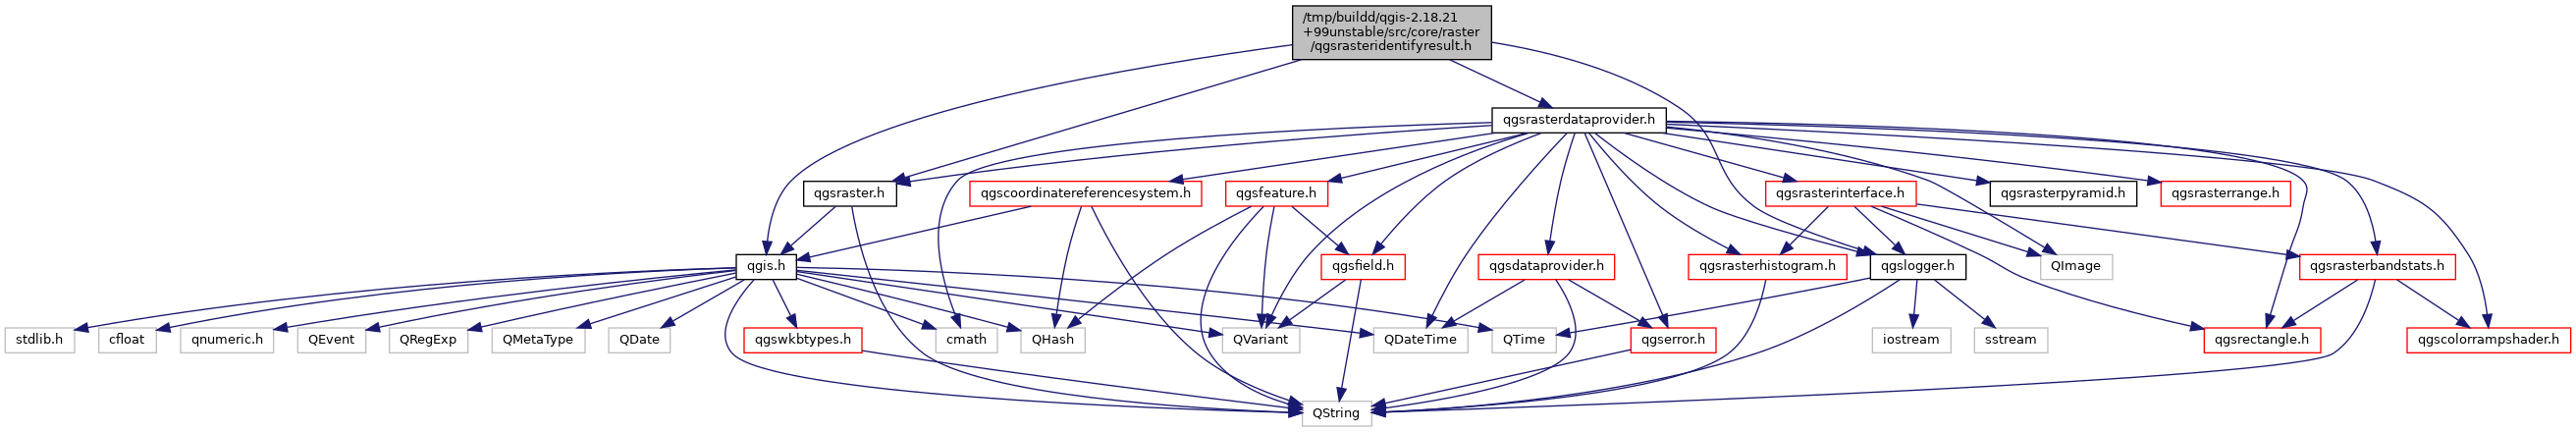 /tmp/buildd/qgis-2.18.21
+99unstable/src/core/raster
/qgsrasteridentifyresult.h
qgsrasterdataprovider.h
qgsraster.h
qgscoordinatereferencesystem.h
qgsfeature.h
qgsrasterinterface.h
qgsrasterpyramid.h
qgsrasterrange.h
qgis.h
qgsfield.h
qgsdataprovider.h
qgsrasterhistogram.h
qgslogger.h
QImage
qgsrasterbandstats.h
stdlib.h
cfloat
qnumeric.h
QEvent
QRegExp
QMetaType
QDate
qgswkbtypes.h
cmath
QHash
QVariant
QDateTime
QTime
qgserror.h
iostream
sstream
qgsrectangle.h
qgscolorrampshader.h
QString